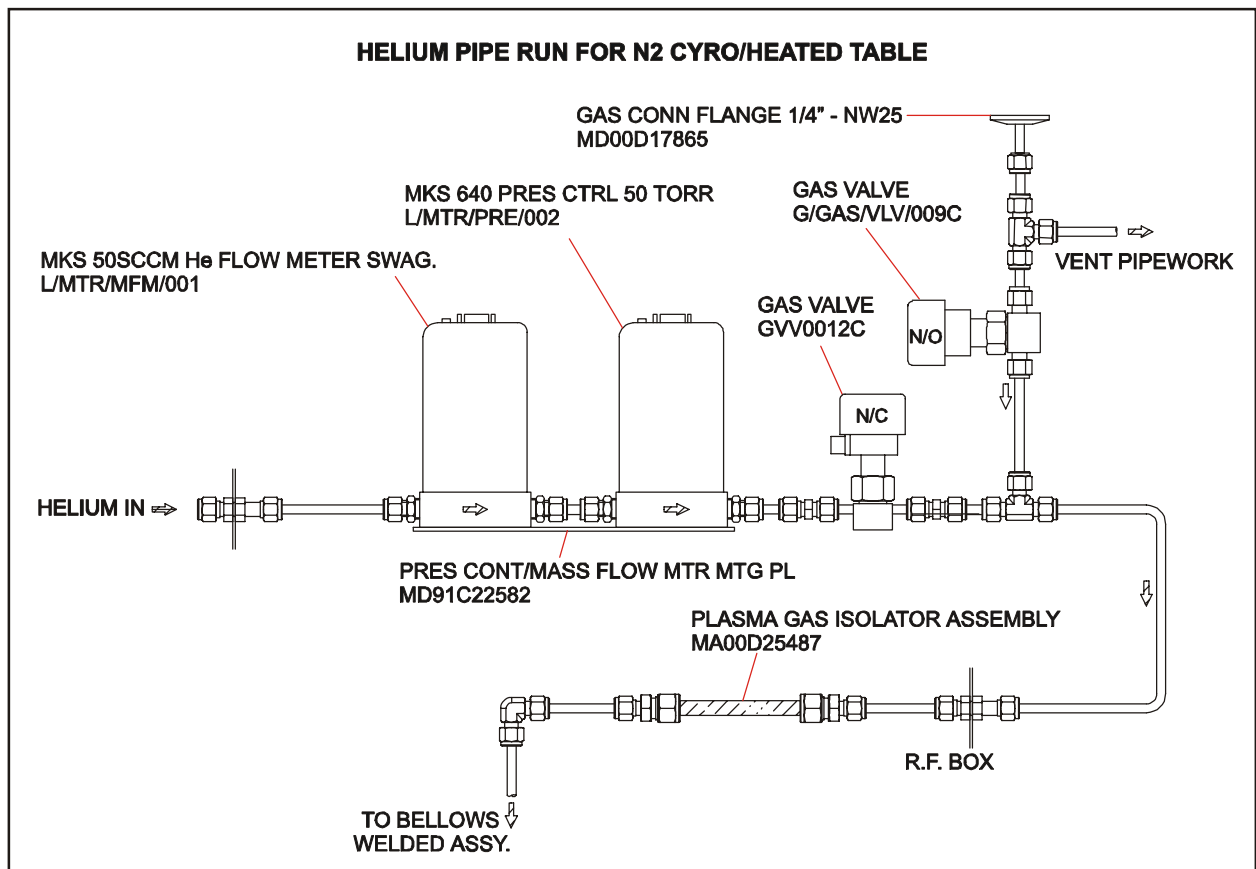 HELIUM PIPE RUN FOR N2 CYRO/HEATED TABLE
GAS CONN FLANGE 1/4" - NW25
MD00D17865
MKS 640 PRES CTRL 50 TORR
L/MTR/PRE/002
GAS VALVE
G/GAS/VLV/009C
MKS 50SCCM He FLOW METER SWAG.
L/MTR/MFM/001
VENT PIPEWORK
GAS VALVE
GVV0012C
N/O
N/C
HELIUM IN
PRES CONT/MASS FLOW MTR MTG PL
MD91C22582
PLASMA GAS ISOLATOR ASSEMBLY
MA00D25487
R.F. BOX
TO BELLOWS
WELDED ASSY.